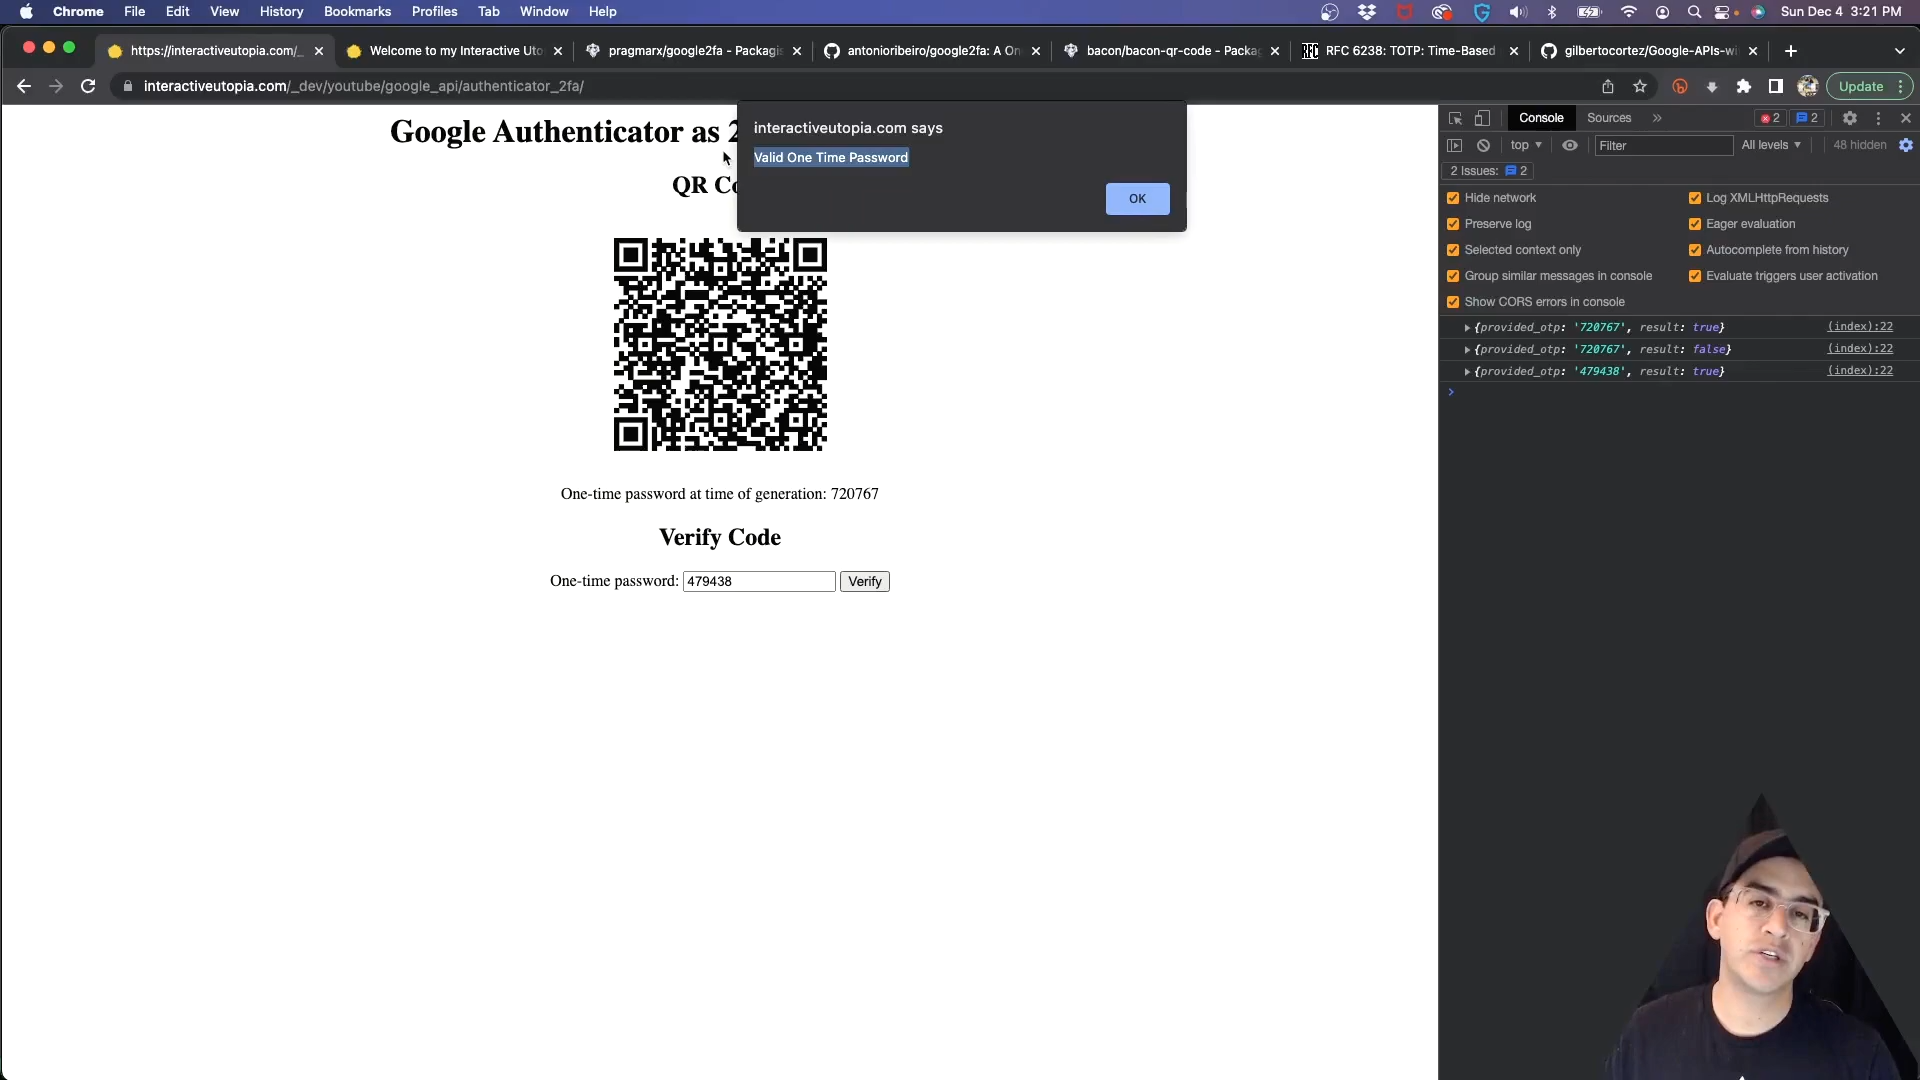 Chrome File Edit View History Bookmarks Profiles Tab Window Help Sun Dec 4 3:21 PM
https://interactiveutopia.com/_ Welcome to my Interactive Uto pragmarx/google2fa - Packagis antonioribeiro/google2fa: A On bacon/bacon-qr-code - Packag RFC 6238: TOTP: Time-Based gilbertocortez/Google-APIs-wi
interactiveutopia.com/_dev/youtube/google_api/authenticator_2fa/ Update
Google Authenticator as 2
QR Co
interactiveutopia.com says
Valid One Time Password
OK
One-time password at time of generation: 720767
Verify Code
One-time password: 479438 Verify
Console Sources 2 2
top Filter All levels 48 hidden
2 Issues: 2
Hide network Log XMLHttpRequests
Preserve log Eager evaluation
Selected context only Autocomplete from history
Group similar messages in console Evaluate triggers user activation
Show CORS errors in console
{provided_otp: '720767', result: true} (index):22
{provided_otp: '720767', result: false} (index):22
{provided_otp: '479438', result: true} (index):22